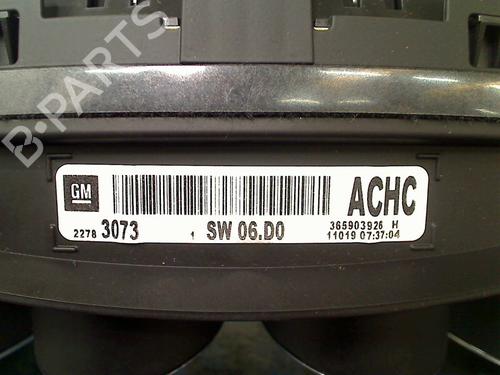 B-PARTS
GM
ACHC
2278 3073 1 SW 06.D0
365903926 H
11019 07:37:04